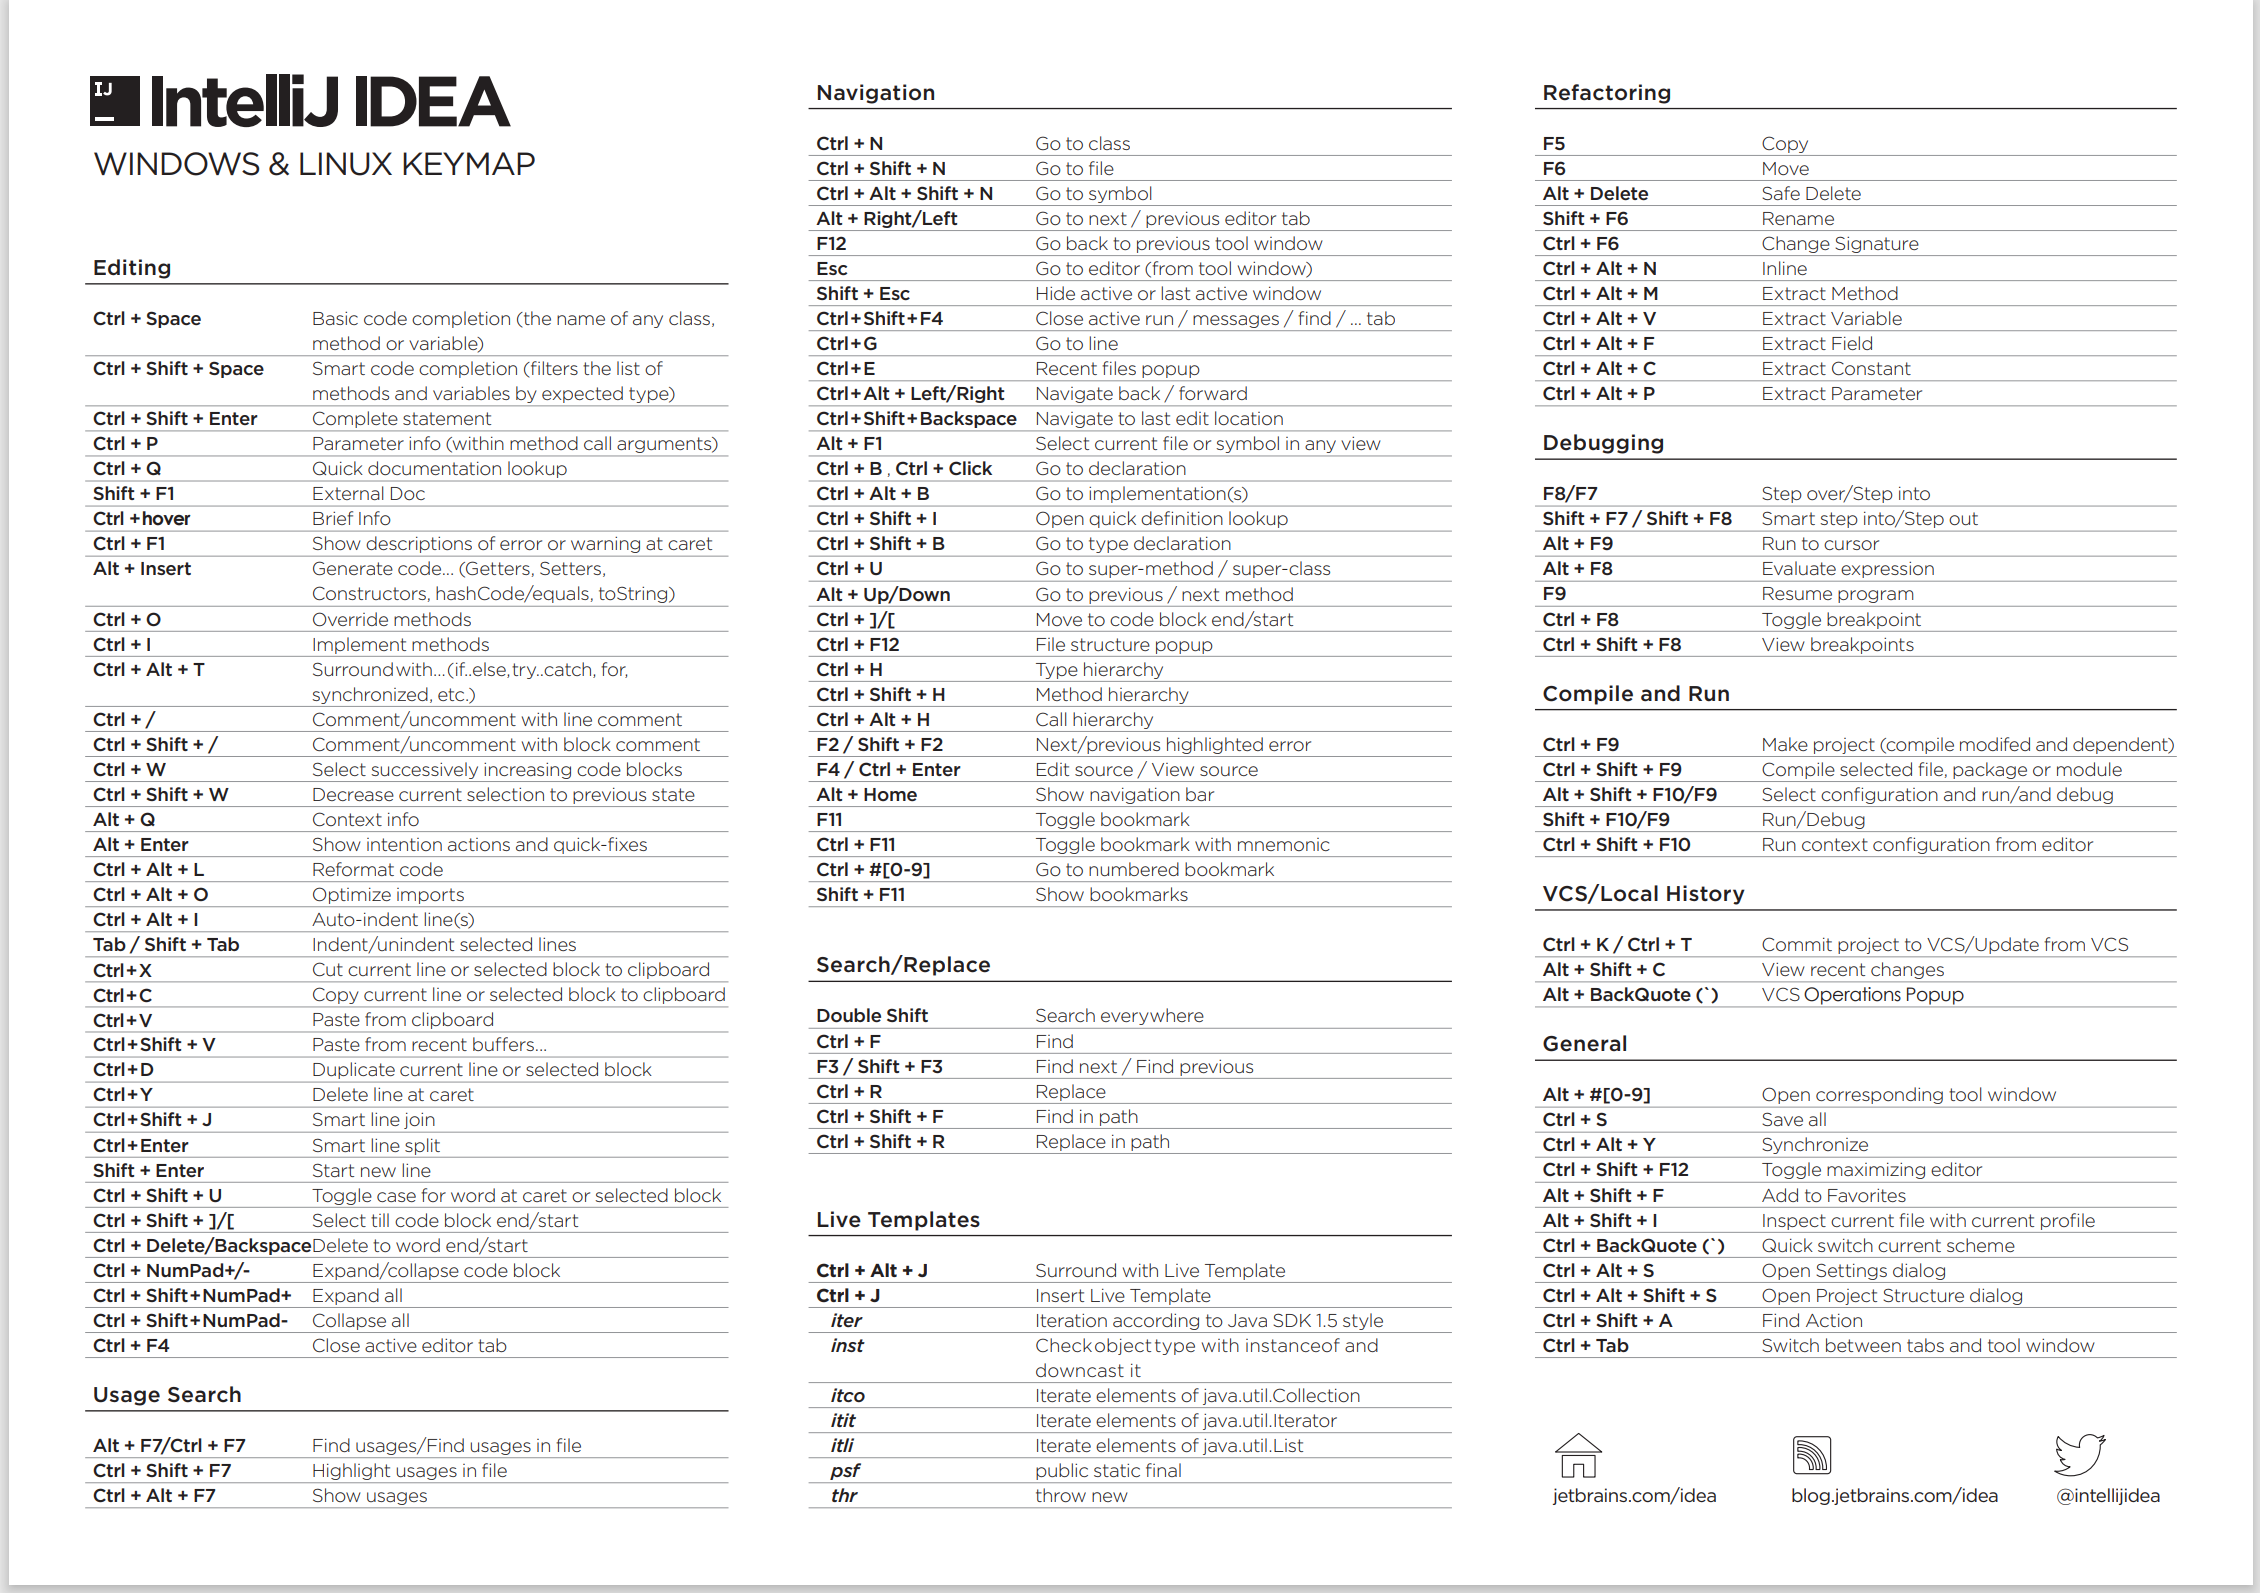 IJ IntelliJ IDEA
WINDOWS & LINUX KEYMAP
Editing
Ctrl + Space Basic code completion (the name of any class,
method or variable)
Ctrl + Shift + Space Smart code completion (filters the list of
methods and variables by expected type)
Ctrl + Shift + Enter Complete statement
Ctrl + P Parameter info (within method call arguments)
Ctrl + Q Quick documentation lookup
Shift + F1 External Doc
Ctrl +hover Brief Info
Ctrl + F1 Show descriptions of error or warning at caret
Alt + Insert Generate code... (Getters, Setters,
Constructors, hashCode/equals, toString)
Ctrl + O Override methods
Ctrl + I Implement methods
Ctrl + Alt + T Surround with... (if..else, try..catch, for,
synchronized, etc.)
Ctrl + / Comment/uncomment with line comment
Ctrl + Shift + / Comment/uncomment with block comment
Ctrl + W Select successively increasing code blocks
Ctrl + Shift + W Decrease current selection to previous state
Alt + Q Context info
Alt + Enter Show intention actions and quick-fixes
Ctrl + Alt + L Reformat code
Ctrl + Alt + O Optimize imports
Ctrl + Alt + I Auto-indent line(s)
Tab / Shift + Tab Indent/unindent selected lines
Ctrl+X Cut current line or selected block to clipboard
Ctrl+C Copy current line or selected block to clipboard
Ctrl+V Paste from clipboard
Ctrl+Shift + V Paste from recent buffers...
Ctrl+D Duplicate current line or selected block
Ctrl+Y Delete line at caret
Ctrl+Shift + J Smart line join
Ctrl+Enter Smart line split
Shift + Enter Start new line
Ctrl + Shift + U Toggle case for word at caret or selected block
Ctrl + Shift + ]/[ Select till code block end/start
Ctrl + Delete/Backspace Delete to word end/start
Ctrl + NumPad+/- Expand/collapse code block
Ctrl + Shift+NumPad+ Expand all
Ctrl + Shift+NumPad- Collapse all
Ctrl + F4 Close active editor tab
Usage Search
Alt + F7/Ctrl + F7 Find usages/Find usages in file
Ctrl + Shift + F7 Highlight usages in file
Ctrl + Alt + F7 Show usages
Navigation
Ctrl + N Go to class
Ctrl + Shift + N Go to file
Ctrl + Alt + Shift + N Go to symbol
Alt + Right/Left Go to next / previous editor tab
F12 Go back to previous tool window
Esc Go to editor (from tool window)
Shift + Esc Hide active or last active window
Ctrl+Shift+F4 Close active run / messages / find / ... tab
Ctrl+G Go to line
Ctrl+E Recent files popup
Ctrl+Alt + Left/Right Navigate back / forward
Ctrl+Shift+Backspace Navigate to last edit location
Alt + F1 Select current file or symbol in any view
Ctrl + B , Ctrl + Click Go to declaration
Ctrl + Alt + B Go to implementation(s)
Ctrl + Shift + I Open quick definition lookup
Ctrl + Shift + B Go to type declaration
Ctrl + U Go to super-method / super-class
Alt + Up/Down Go to previous / next method
Ctrl + ]/[ Move to code block end/start
Ctrl + F12 File structure popup
Ctrl + H Type hierarchy
Ctrl + Shift + H Method hierarchy
Ctrl + Alt + H Call hierarchy
F2 / Shift + F2 Next/previous highlighted error
F4 / Ctrl + Enter Edit source / View source
Alt + Home Show navigation bar
F11 Toggle bookmark
Ctrl + F11 Toggle bookmark with mnemonic
Ctrl + #[0-9] Go to numbered bookmark
Shift + F11 Show bookmarks
Search/Replace
Double Shift Search everywhere
Ctrl + F Find
F3 / Shift + F3 Find next / Find previous
Ctrl + R Replace
Ctrl + Shift + F Find in path
Ctrl + Shift + R Replace in path
Live Templates
Ctrl + Alt + J Surround with Live Template
Ctrl + J Insert Live Template
iter Iteration according to Java SDK 1.5 style
inst Check object type with instanceof and
downcast it
itco Iterate elements of java.util.Collection
itit Iterate elements of java.util.Iterator
itli Iterate elements of java.util.List
psf public static final
thr throw new
Refactoring
F5 Copy
F6 Move
Alt + Delete Safe Delete
Shift + F6 Rename
Ctrl + F6 Change Signature
Ctrl + Alt + N Inline
Ctrl + Alt + M Extract Method
Ctrl + Alt + V Extract Variable
Ctrl + Alt + F Extract Field
Ctrl + Alt + C Extract Constant
Ctrl + Alt + P Extract Parameter
Debugging
F8/F7 Step over/Step into
Shift + F7 / Shift + F8 Smart step into/Step out
Alt + F9 Run to cursor
Alt + F8 Evaluate expression
F9 Resume program
Ctrl + F8 Toggle breakpoint
Ctrl + Shift + F8 View breakpoints
Compile and Run
Ctrl + F9 Make project (compile modifed and dependent)
Ctrl + Shift + F9 Compile selected file, package or module
Alt + Shift + F10/F9 Select configuration and run/and debug
Shift + F10/F9 Run/Debug
Ctrl + Shift + F10 Run context configuration from editor
VCS/Local History
Ctrl + K / Ctrl + T Commit project to VCS/Update from VCS
Alt + Shift + C View recent changes
Alt + BackQuote (`) VCS Operations Popup
General
Alt + #[0-9] Open corresponding tool window
Ctrl + S Save all
Ctrl + Alt + Y Synchronize
Ctrl + Shift + F12 Toggle maximizing editor
Alt + Shift + F Add to Favorites
Alt + Shift + I Inspect current file with current profile
Ctrl + BackQuote (`) Quick switch current scheme
Ctrl + Alt + S Open Settings dialog
Ctrl + Alt + Shift + S Open Project Structure dialog
Ctrl + Shift + A Find Action
Ctrl + Tab Switch between tabs and tool window
jetbrains.com/idea blog.jetbrains.com/idea @intellijidea